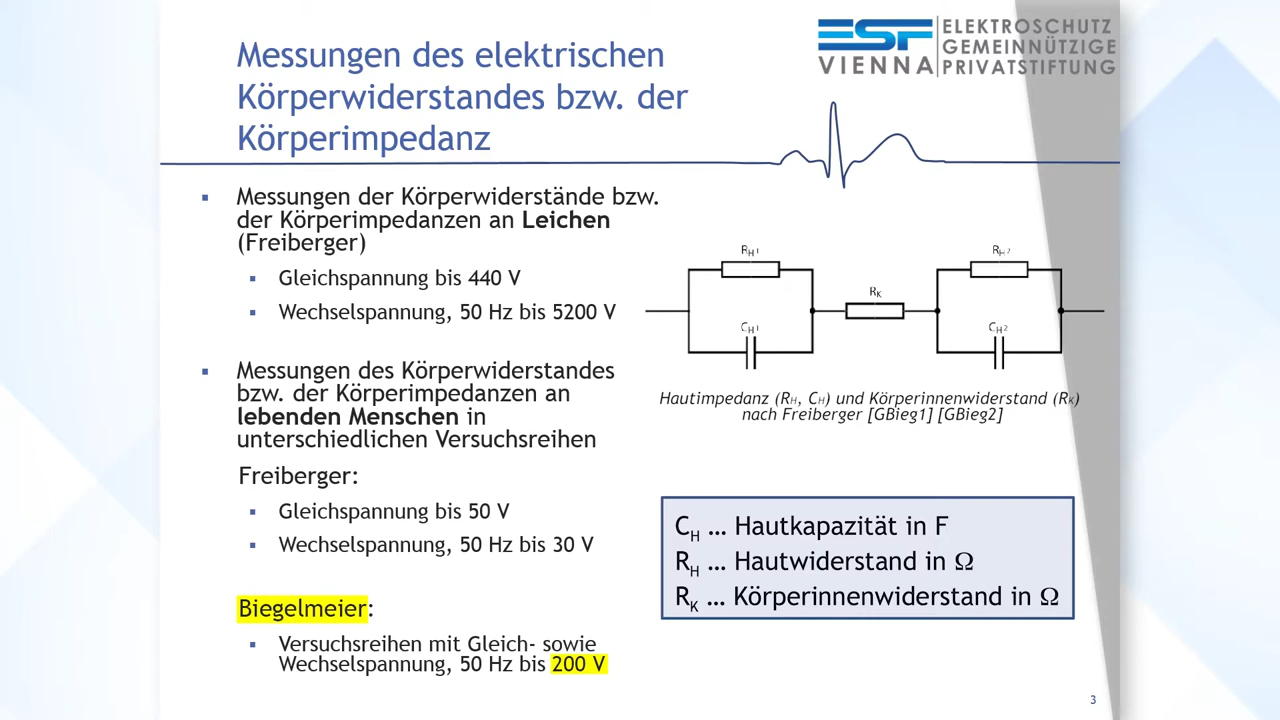 Messungen des elektrischen
Körperwiderstandes bzw. der
Körperimpedanz
ESF
VIENNA
ELEKTROSCHUTZ
GEMEINNÜTZIGE
PRIVATSTIFTUNG
▪ Messungen der Körperwiderstände bzw.
der Körperimpedanzen an Leichen
(Freiberger)
▪ Gleichspannung bis 440 V
▪ Wechselspannung, 50 Hz bis 5200 V
▪ Messungen des Körperwiderstandes
bzw. der Körperimpedanzen an
lebenden Menschen in
unterschiedlichen Versuchsreihen
Freiberger:
▪ Gleichspannung bis 50 V
▪ Wechselspannung, 50 Hz bis 30 V
Biegelmeier:
▪ Versuchsreihen mit Gleich- sowie
Wechselspannung, 50 Hz bis 200 V
RH1
RH2
RK
CH1
CH2
Hautimpedanz (RH, CH) und Körperinnenwiderstand (RK)
nach Freiberger [GBieg1] [GBieg2]
CH … Hautkapazität in F
RH … Hautwiderstand in Ω
RK … Körperinnenwiderstand in Ω
3